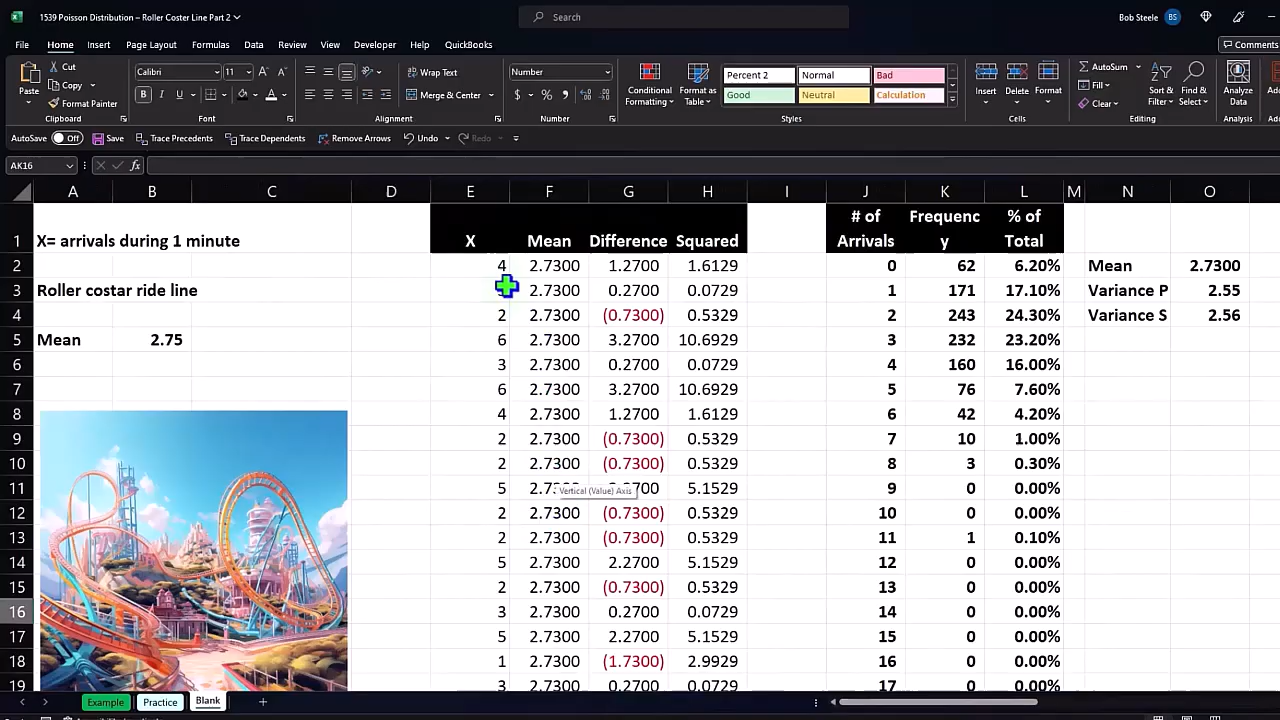 1539 Poisson Distribution – Roller Coster Line Part 2
Search
Bob Steele BS
File Home Insert Page Layout Formulas Data Review View Developer Help QuickBooks
Comments
Paste
Cut
Copy
Format Painter
Clipboard
Calibri 11
B I U
Font
Wrap Text
Merge & Center
Alignment
Number
$ % ,
Number
Conditional Formatting
Format as Table
Percent 2 Normal Bad
Good Neutral Calculation
Styles
Insert Delete Format
Cells
AutoSum
Fill
Clear
Sort & Filter
Find & Select
Editing
Analyze Data
Analysis
AutoSave Off Save Trace Precedents Trace Dependents Remove Arrows Undo Redo
AK16 fx
A B C D E F G H I J K L M N O
# of Frequenc % of
1 X= arrivals during 1 minute X Mean Difference Squared Arrivals y Total
2 4 2.7300 1.2700 1.6129 0 62 6.20% Mean 2.7300
3 Roller costar ride line 2.7300 0.2700 0.0729 1 171 17.10% Variance P 2.55
4 2 2.7300 (0.7300) 0.5329 2 243 24.30% Variance S 2.56
5 Mean 2.75 6 2.7300 3.2700 10.6929 3 232 23.20%
6 3 2.7300 0.2700 0.0729 4 160 16.00%
7 6 2.7300 3.2700 10.6929 5 76 7.60%
8 4 2.7300 1.2700 1.6129 6 42 4.20%
9 2 2.7300 (0.7300) 0.5329 7 10 1.00%
10 2 2.7300 (0.7300) 0.5329 8 3 0.30%
11 5 5.1529 9 0 0.00%
Vertical (Value) Axis
12 2 2.7300 (0.7300) 0.5329 10 0 0.00%
13 2 2.7300 (0.7300) 0.5329 11 1 0.10%
14 5 2.7300 2.2700 5.1529 12 0 0.00%
15 2 2.7300 (0.7300) 0.5329 13 0 0.00%
16 3 2.7300 0.2700 0.0729 14 0 0.00%
17 5 2.7300 2.2700 5.1529 15 0 0.00%
18 1 2.7300 (1.7300) 2.9929 16 0 0.00%
19 3 2.7300 0.2700 0.0729 17 0 0.00%
Example Practice Blank